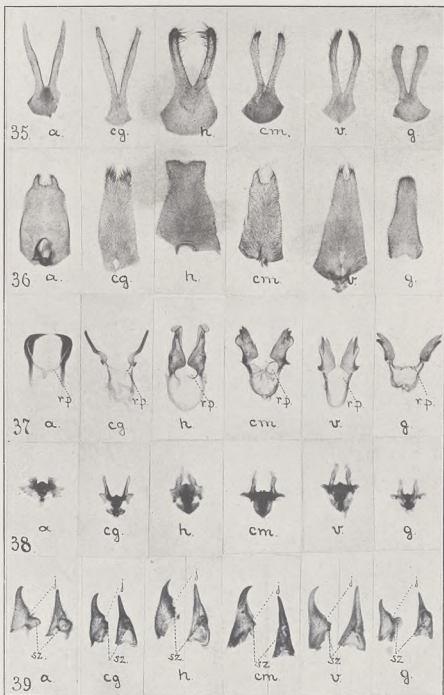 35 a. cg. h. cm. v. g.
36 a. cg. h. cm. v. g.
r.p. r.p. r.p. r.p. r.p. r.p.
37 a. cg h. cm. v. g.
38 a cg. h. cm. v. g.
j j j j j j
sz. sz. sz. sz sz. sz.
39 a cg h. cm. v. g.